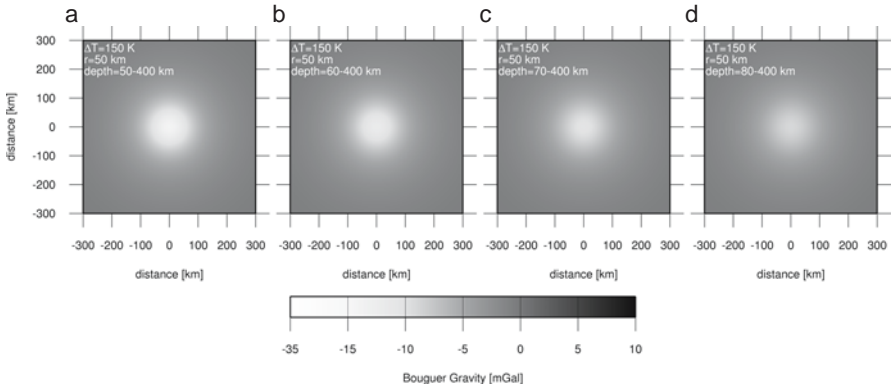 a b c d
ΔT=150 K
r=50 km
depth=50-400 km
ΔT=150 K
r=50 km
depth=60-400 km
ΔT=150 K
r=50 km
depth=70-400 km
ΔT=150 K
r=50 km
depth=80-400 km
300
200
100
0
-100
-200
-300
distance [km]
-300 -200 -100 0 100 200 300
-300 -200 -100 0 100 200 300
-300 -200 -100 0 100 200 300
-300 -200 -100 0 100 200 300
distance [km] distance [km] distance [km] distance [km]
-35 -15 -10 -5 0 5 10
Bouguer Gravity [mGal]